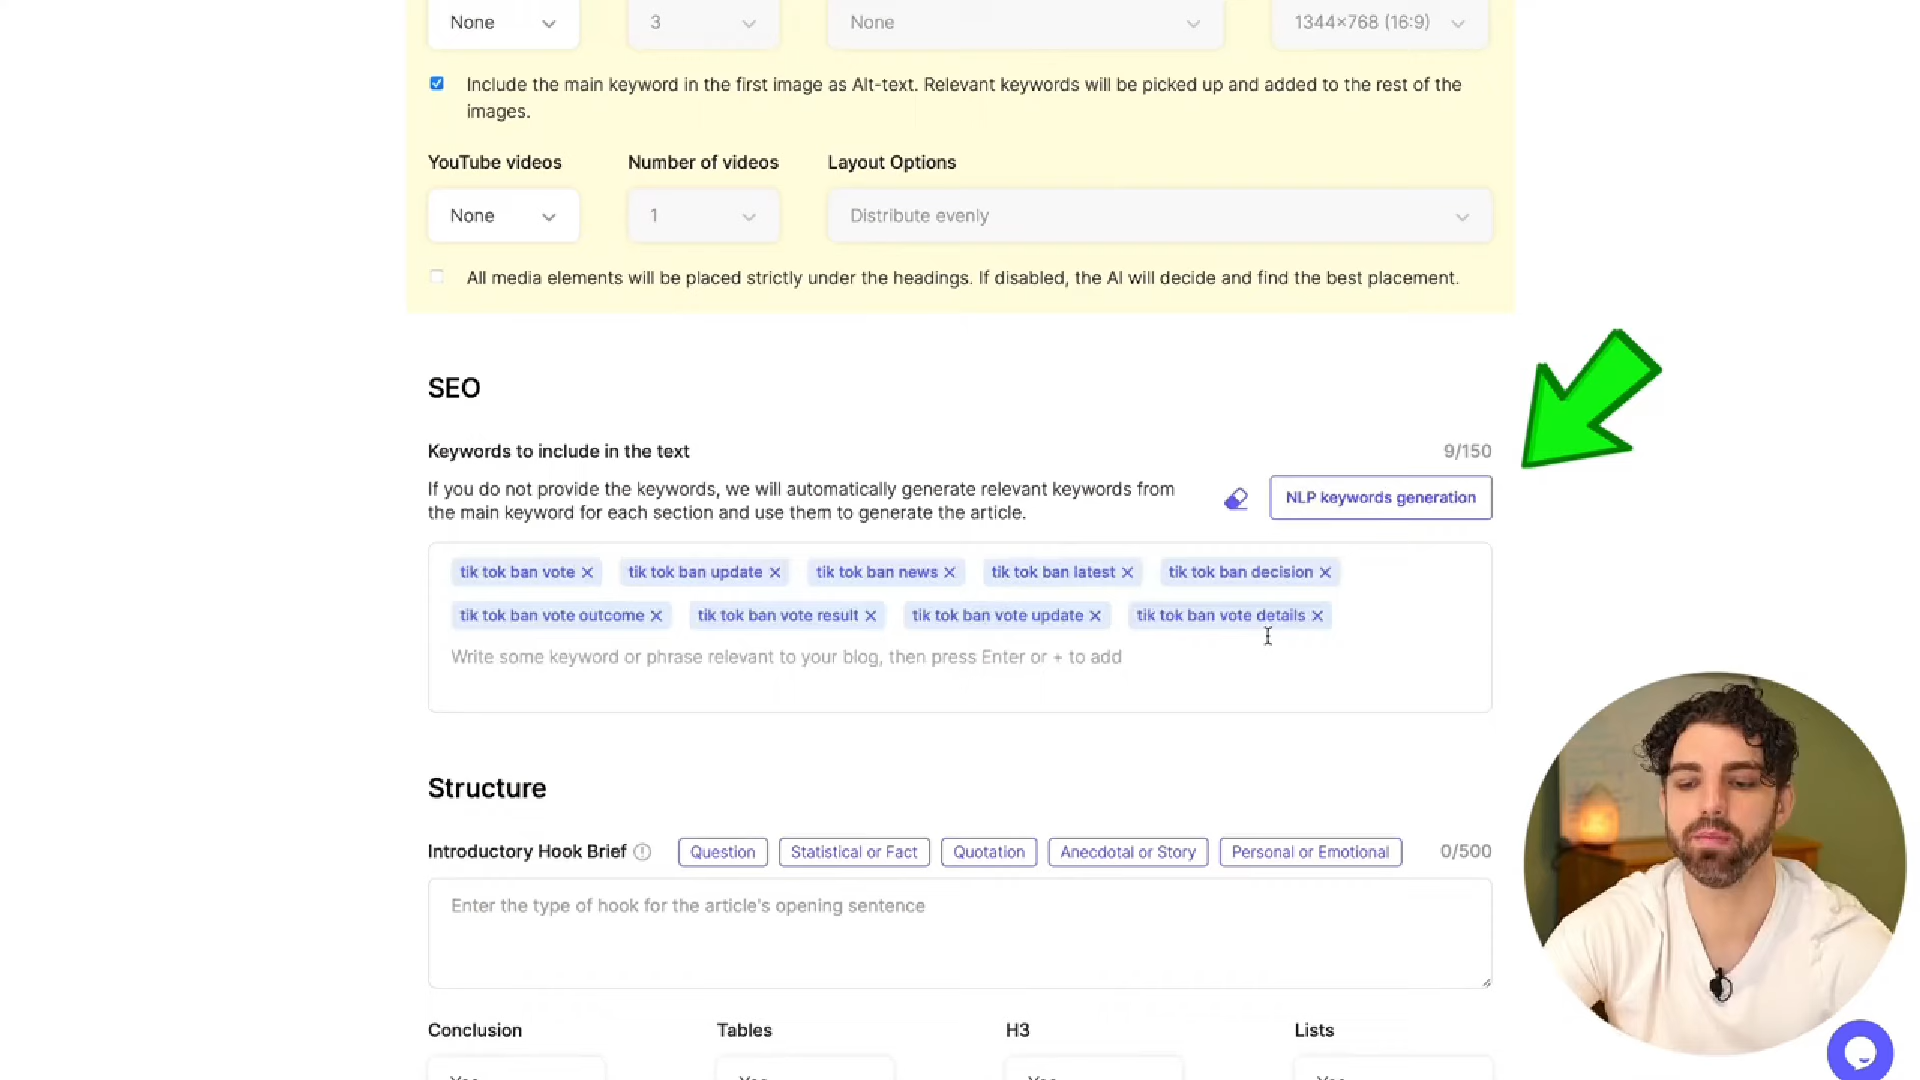 None 3 None 1344×768 (16:9)
Include the main keyword in the first image as Alt-text. Relevant keywords will be picked up and added to the rest of the
images.
YouTube videos Number of videos Layout Options
None 1 Distribute evenly
All media elements will be placed strictly under the headings. If disabled, the AI will decide and find the best placement.
SEO
Keywords to include in the text 9/150
If you do not provide the keywords, we will automatically generate relevant keywords from
the main keyword for each section and use them to generate the article.
NLP keywords generation
tik tok ban vote × tik tok ban update × tik tok ban news × tik tok ban latest × tik tok ban decision ×
tik tok ban vote outcome × tik tok ban vote result × tik tok ban vote update × tik tok ban vote details ×
Write some keyword or phrase relevant to your blog, then press Enter or + to add
Structure
Introductory Hook Brief Question Statistical or Fact Quotation Anecdotal or Story Personal or Emotional 0/500
Enter the type of hook for the article's opening sentence
Conclusion Tables H3 Lists